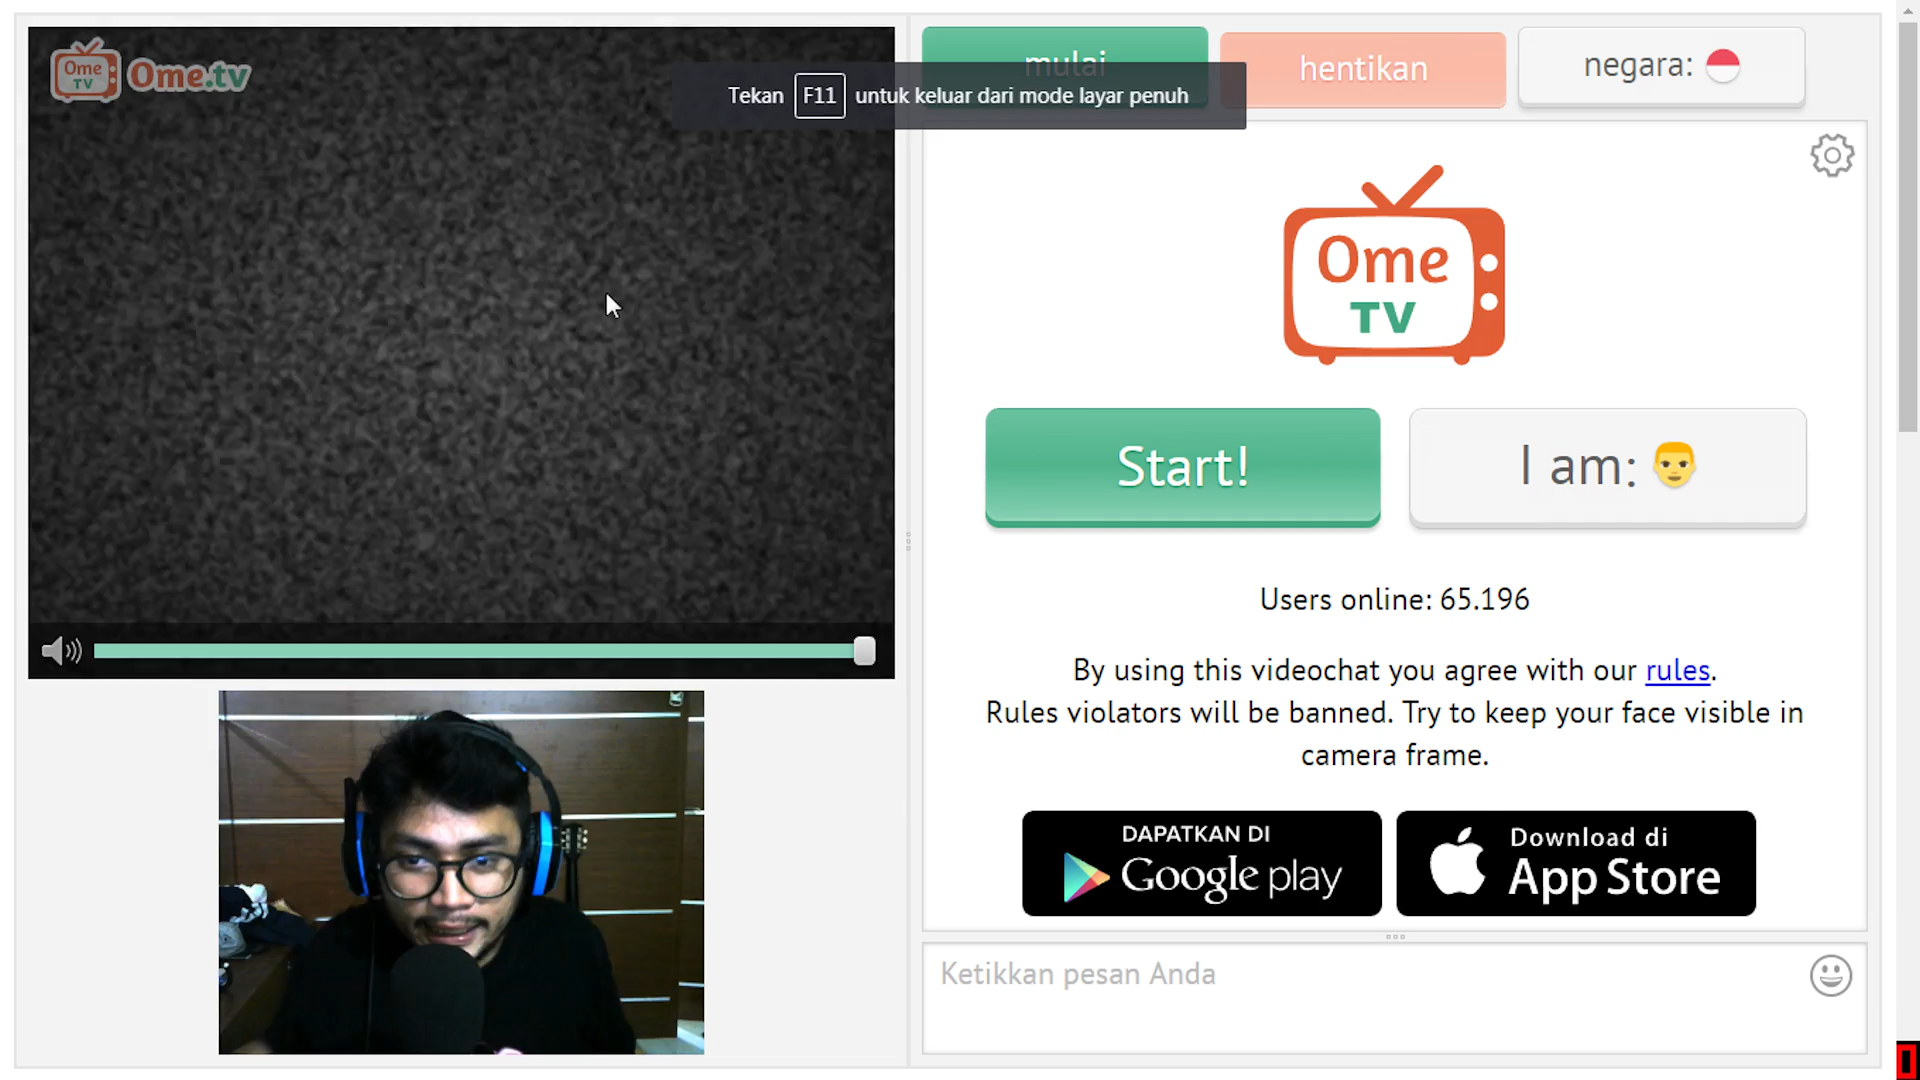 Ome
TV
Ome.tv
mulai
hentikan
negara:
Tekan F11 untuk keluar dari mode layar penuh
Ome
TV
Start!
I am:
Users online: 65.196
By using this videochat you agree with our rules.
Rules violators will be banned. Try to keep your face visible in
camera frame.
DAPATKAN DI
Google play
Download di
App Store
Ketikkan pesan Anda